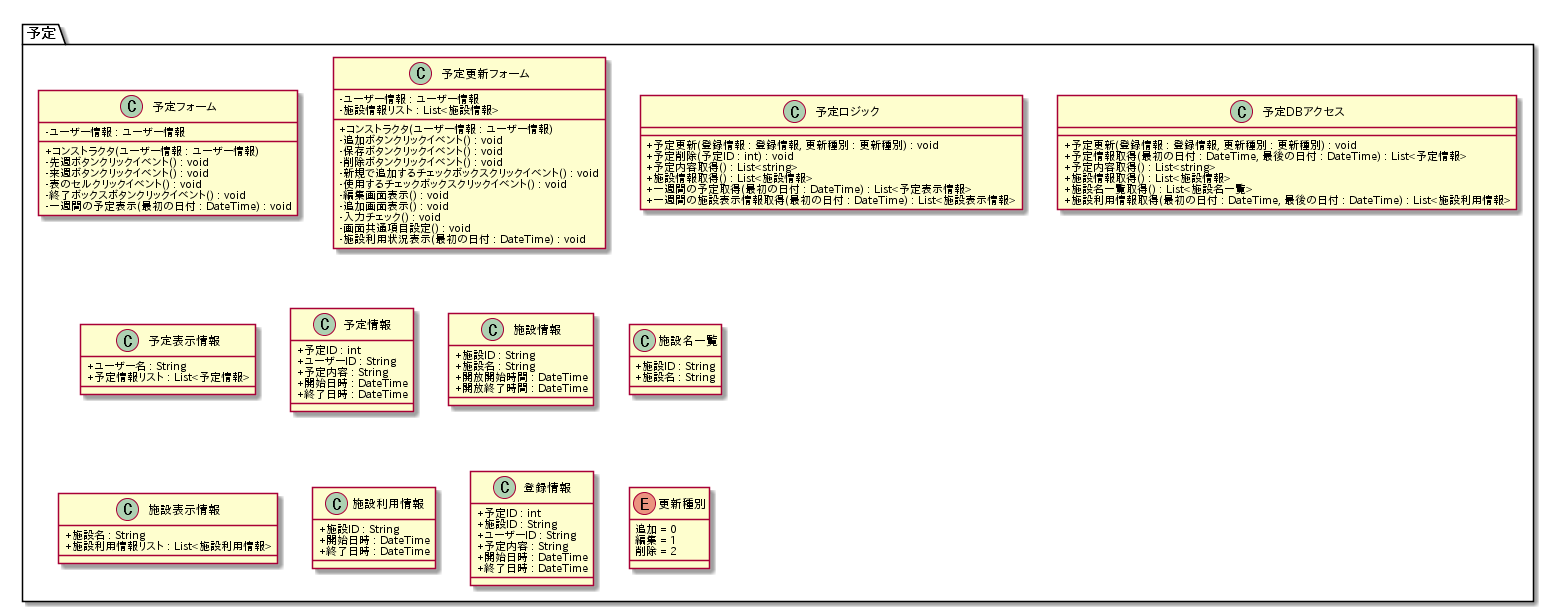 予定
C 予定フォーム
-ユーザー情報 : ユーザー情報
+コンストラクタ(ユーザー情報 : ユーザー情報)
-先週ボタンクリックイベント() : void
-来週ボタンクリックイベント() : void
-表のセルクリックイベント() : void
-終了ボックスボタンクリックイベント() : void
-一週間の予定表示(最初の日付 : DateTime) : void
C 予定更新フォーム
-ユーザー情報 : ユーザー情報
-施設情報リスト : List<施設情報>
+コンストラクタ(ユーザー情報 : ユーザー情報)
-追加ボタンクリックイベント() : void
-保存ボタンクリックイベント() : void
-削除ボタンクリックイベント() : void
-新規で追加するチェックボックスクリックイベント() : void
-使用するチェックボックスクリックイベント() : void
-編集画面表示() : void
-追加画面表示() : void
-入力チェック() : void
-画面共通項目設定() : void
-施設利用状況表示(最初の日付 : DateTime) : void
C 予定ロジック
+予定更新(登録情報 : 登録情報, 更新種別 : 更新種別) : void
+予定削除(予定ID : int) : void
+予定内容取得() : List<string>
+施設情報取得() : List<施設情報>
+一週間の予定取得(最初の日付 : DateTime) : List<予定表示情報>
+一週間の施設表示情報取得(最初の日付 : DateTime) : List<施設表示情報>
C 予定DBアクセス
+予定更新(登録情報 : 登録情報, 更新種別 : 更新種別) : void
+予定情報取得(最初の日付 : DateTime, 最後の日付 : DateTime) : List<予定情報>
+予定内容取得() : List<string>
+施設情報取得() : List<施設情報>
+施設名一覧取得() : List<施設名一覧>
+施設利用情報取得(最初の日付 : DateTime, 最後の日付 : DateTime) : List<施設利用情報>
C 予定表示情報
+ユーザー名 : String
+予定情報リスト : List<予定情報>
C 予定情報
+予定ID : int
+ユーザーID : String
+予定内容 : String
+開始日時 : DateTime
+終了日時 : DateTime
C 施設情報
+施設ID : String
+施設名 : String
+開放開始時間 : DateTime
+開放終了時間 : DateTime
C 施設名一覧
+施設ID : String
+施設名 : String
C 施設表示情報
+施設名 : String
+施設利用情報リスト : List<施設利用情報>
C 施設利用情報
+施設ID : String
+開始日時 : DateTime
+終了日時 : DateTime
C 登録情報
+予定ID : int
+施設ID : String
+ユーザーID : String
+予定内容 : String
+開始日時 : DateTime
+終了日時 : DateTime
E 更新種別
追加 = 0
編集 = 1
削除 = 2